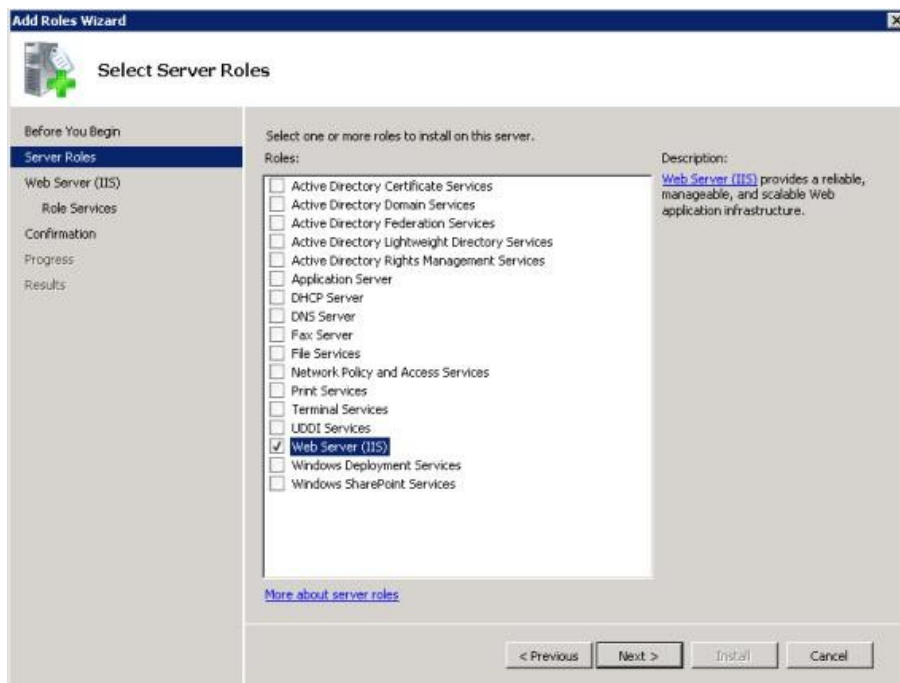 Add Roles Wizard
Select Server Roles
Before You Begin
Server Roles
Web Server (IIS)
Role Services
Confirmation
Progress
Results
Select one or more roles to install on this server.
Roles:
Active Directory Certificate Services
Active Directory Domain Services
Active Directory Federation Services
Active Directory Lightweight Directory Services
Active Directory Rights Management Services
Application Server
DHCP Server
DNS Server
Fax Server
File Services
Network Policy and Access Services
Print Services
Terminal Services
UDDI Services
Web Server (IIS)
Windows Deployment Services
Windows SharePoint Services
More about server roles
Description:
Web Server (IIS) provides a reliable,
manageable, and scalable Web
application infrastructure.
< Previous
Next >
Install
Cancel